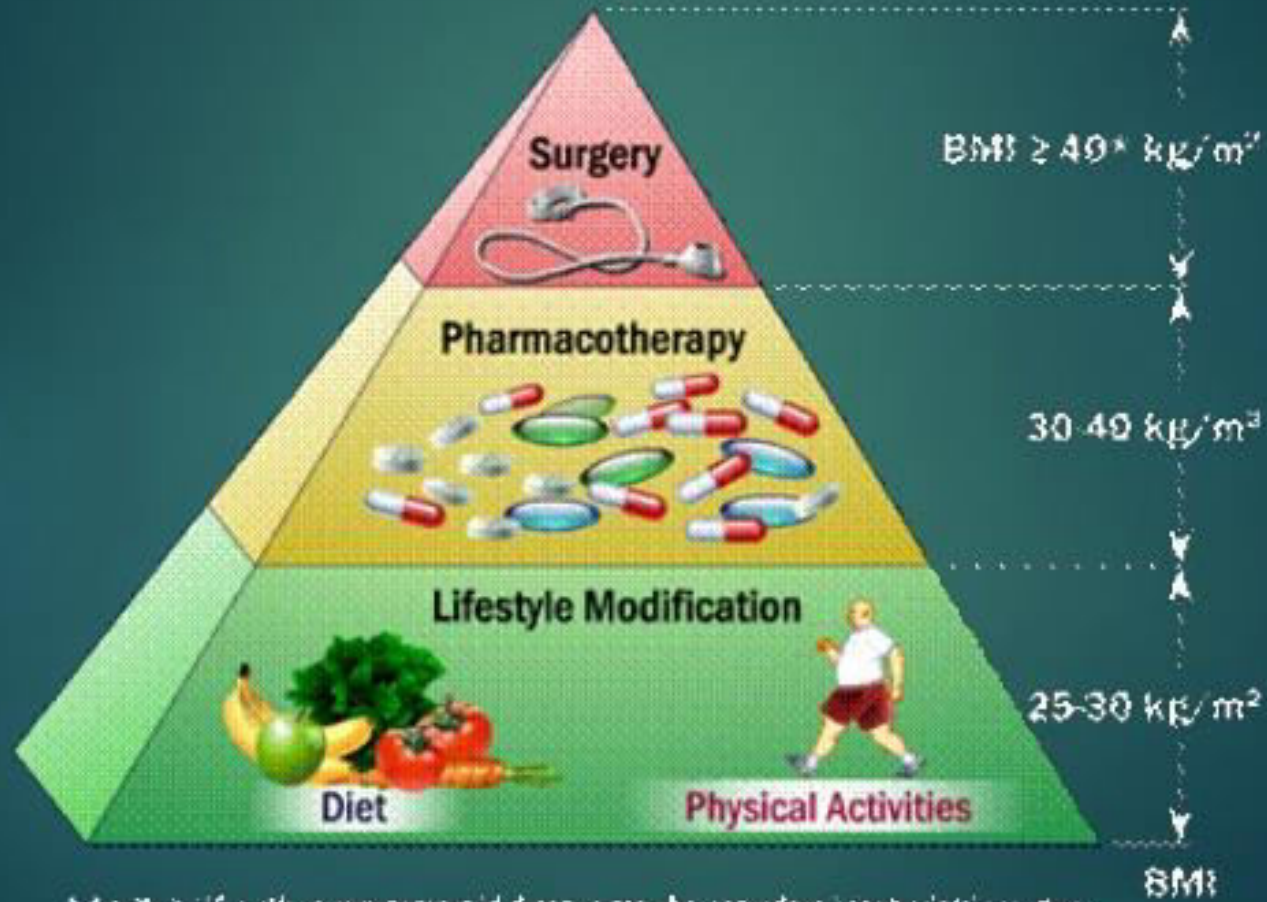 Surgery
BMI ≥ 40* kg/m²
Pharmacotherapy
30-40 kg/m²
Lifestyle Modification
25-30 kg/m²
Diet
Physical Activities
BMI